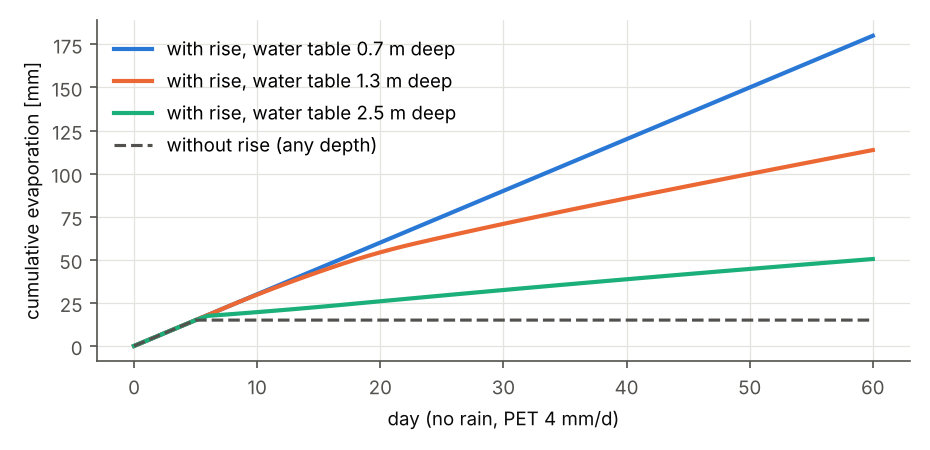 175
150
125
100
75
50
25
0
cumulative evaporation [mm]
with rise, water table 0.7 m deep
with rise, water table 1.3 m deep
with rise, water table 2.5 m deep
without rise (any depth)
0 10 20 30 40 50 60
day (no rain, PET 4 mm/d)